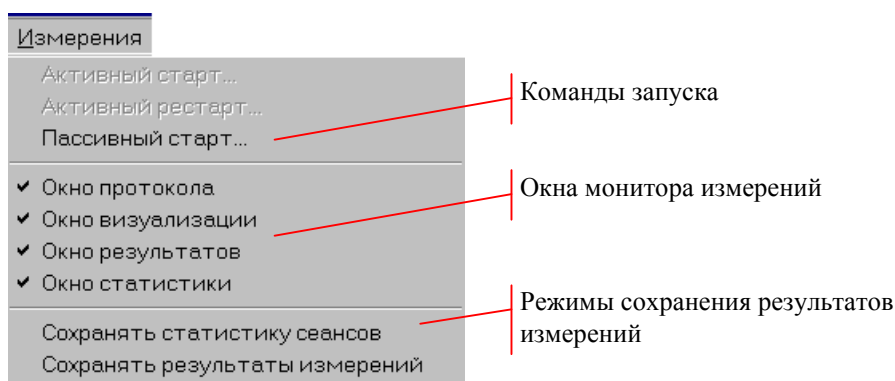 Измерения
Активный старт...
Активный рестарт...
Пассивный старт...
Окно протокола
Окно визуализации
Окно результатов
Окно статистики
Сохранять статистику сеансов
Сохранять результаты измерений
Команды запуска
Окна монитора измерений
Режимы сохранения результатов
измерений